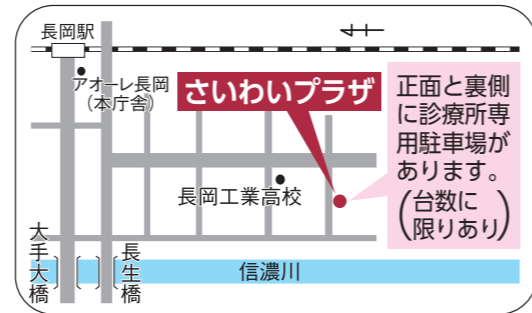 長岡駅
アオーレ長岡
(本庁舎)
さいわいプラザ
正面と裏側
に診療所専
用駐車場が
あります。
(台数に
限りあり)
長岡工業高校
大手大橋
長生橋
信濃川